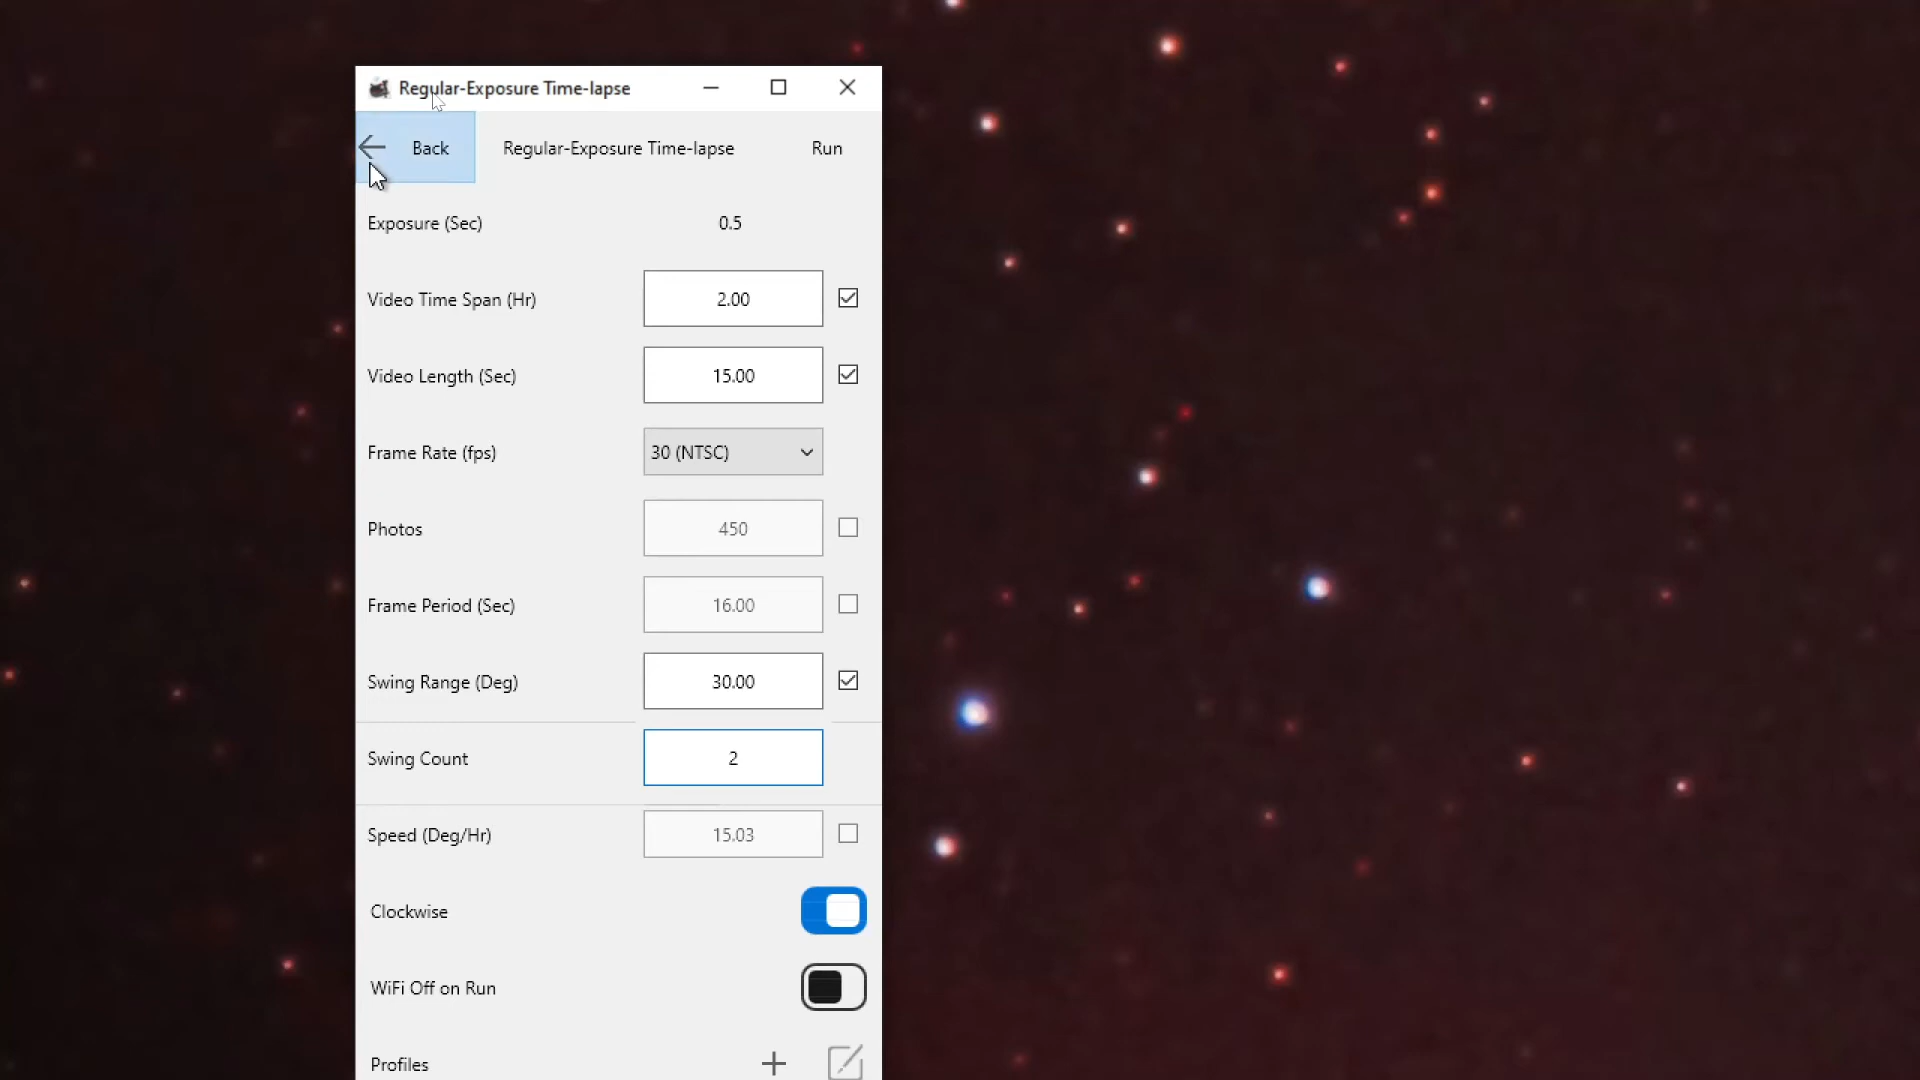 Regular-Exposure Time-lapse
Back Regular-Exposure Time-lapse Run
Exposure (Sec) 0.5
Video Time Span (Hr) 2.00
Video Length (Sec) 15.00
Frame Rate (fps) 30 (NTSC)
Photos 450
Frame Period (Sec) 16.00
Swing Range (Deg) 30.00
Swing Count 2
Speed (Deg/Hr) 15.03
Clockwise
WiFi Off on Run
Profiles